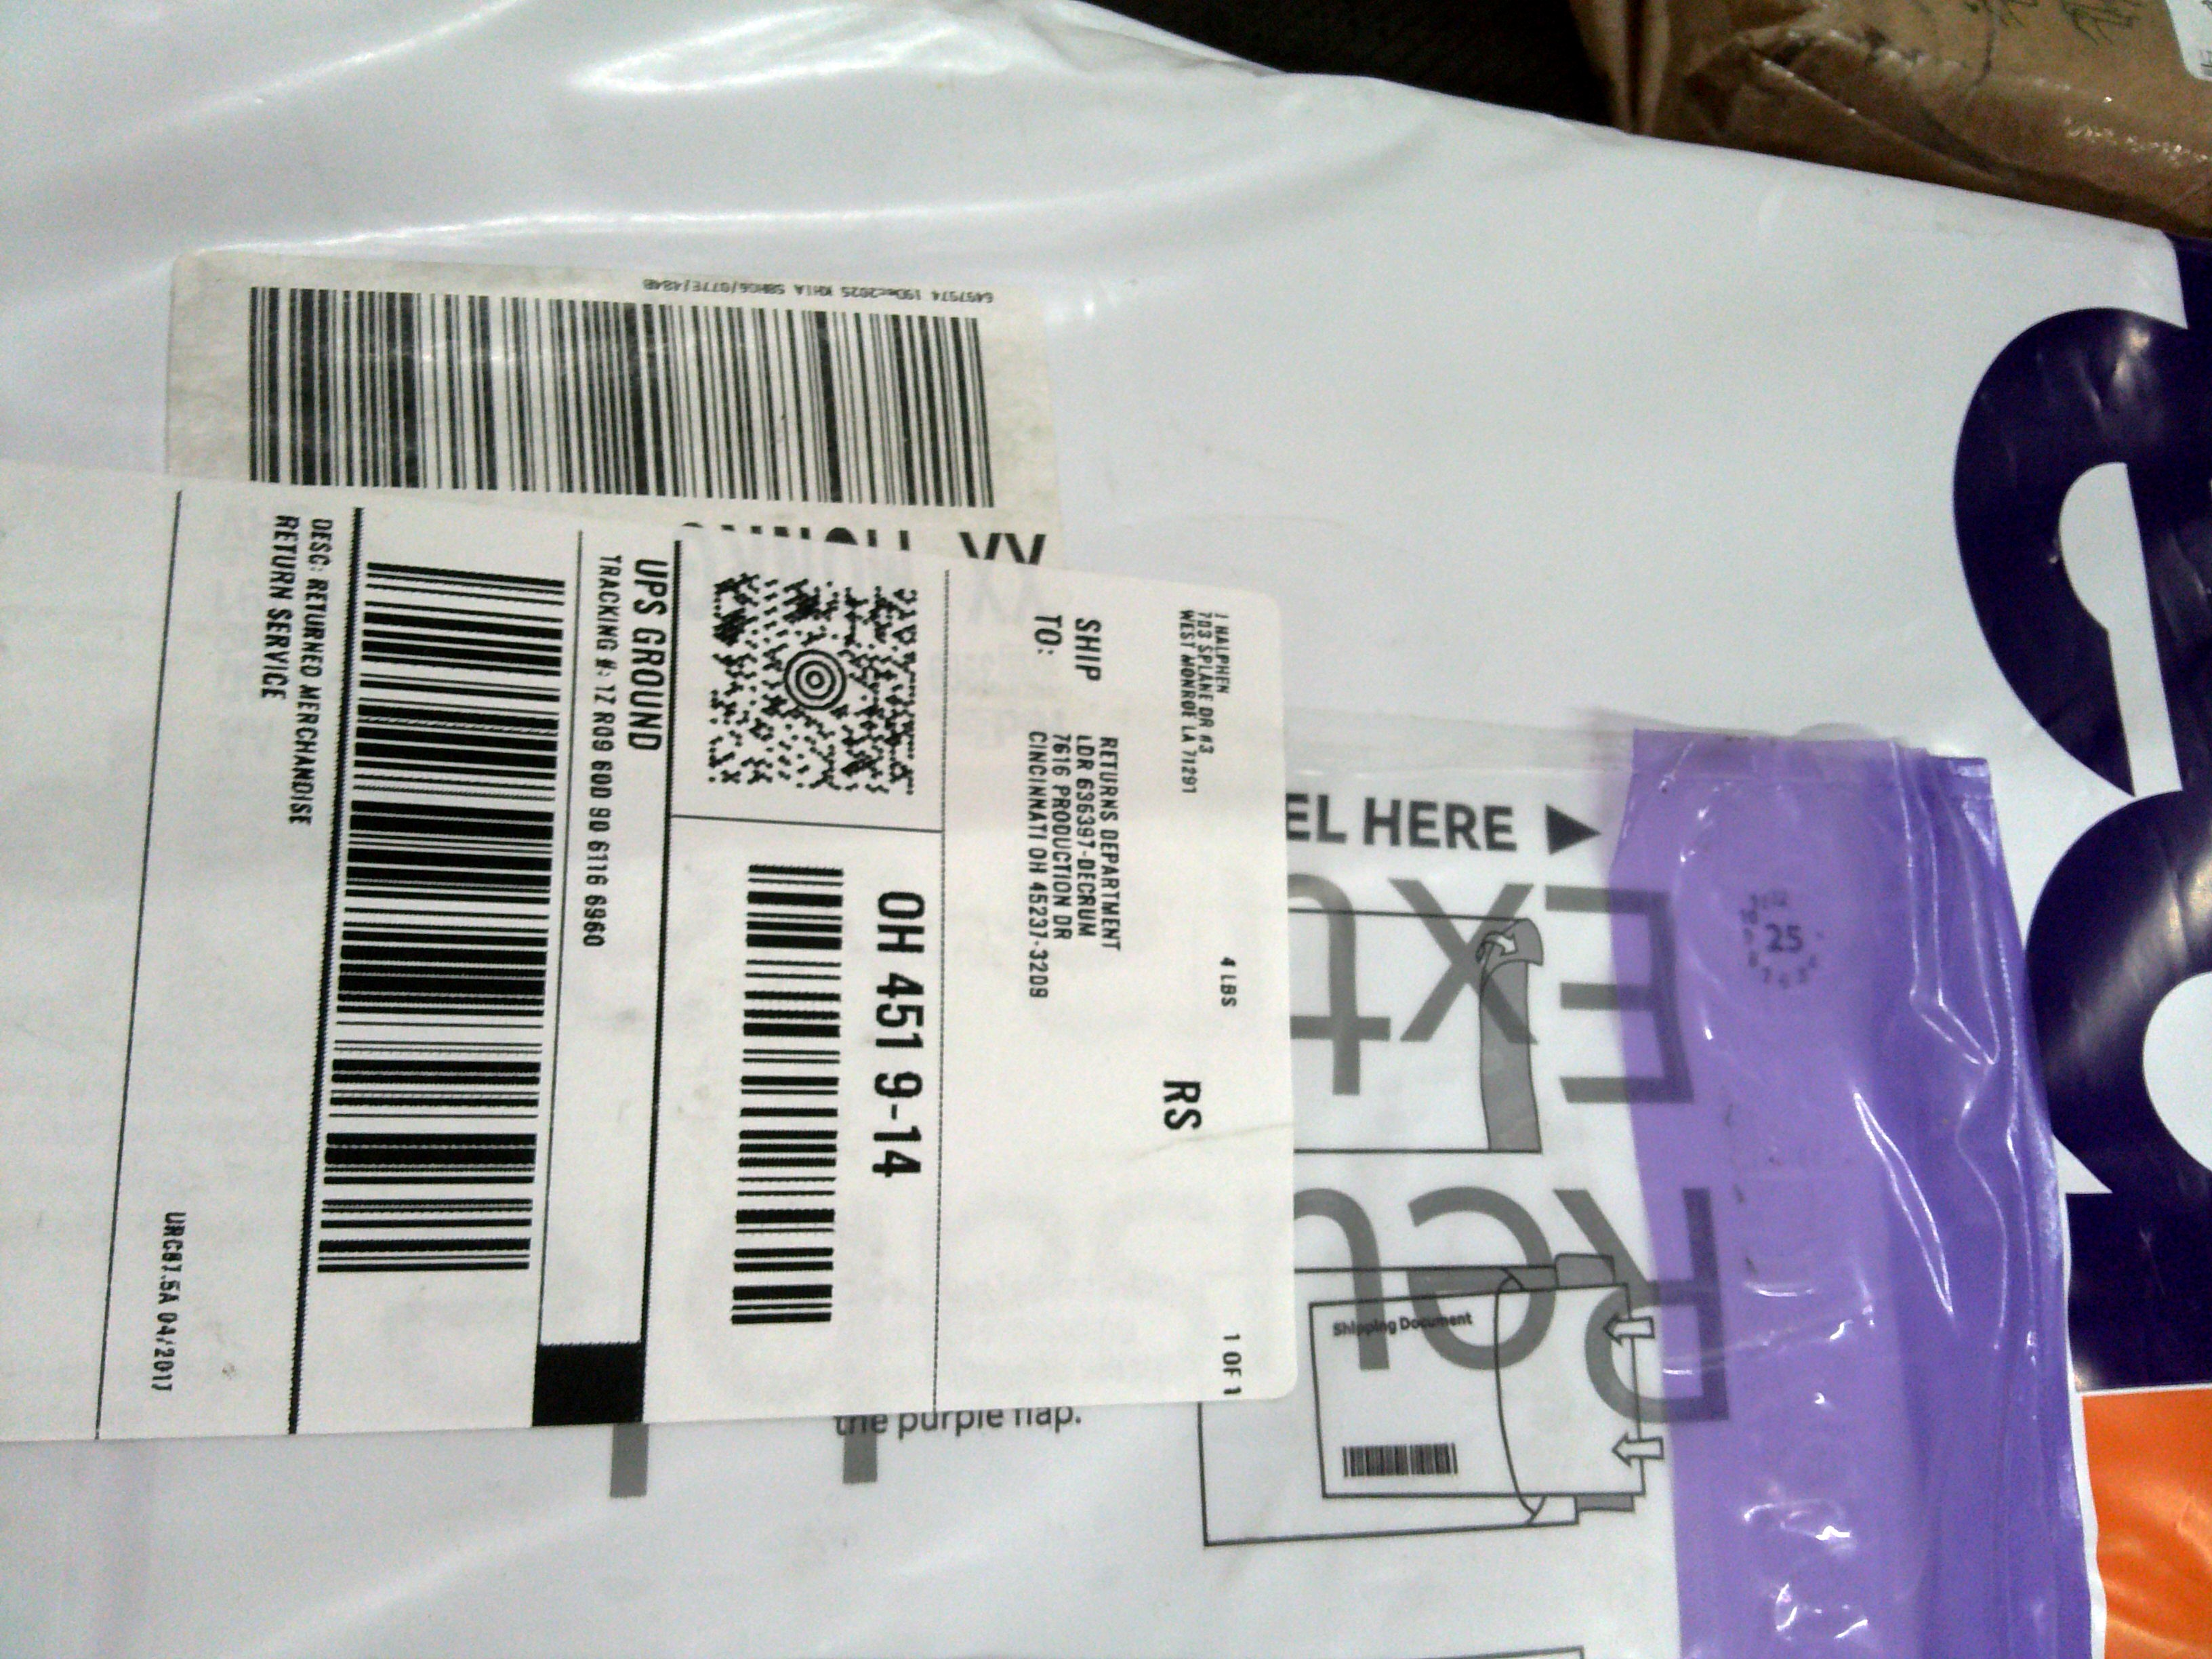 J HALPHEN
703 SPLANE DR #3
WEST MONROE LA 71291
4 LBS
1 OF 1
RS
SHIP
TO:
RETURNS DEPARTMENT
LDR 636397-DECRUM
7616 PRODUCTION DR
CINCINNATI OH 45237-3209
OH 451 9-14
UPS GROUND
TRACKING #: 1Z R09 60D 90 6116 6960
DESC: RETURNED MERCHANDISE
RETURN SERVICE
URC87.5A 04/2017
XX
EL HERE ▶
25
Shipping Document
the purple flap.